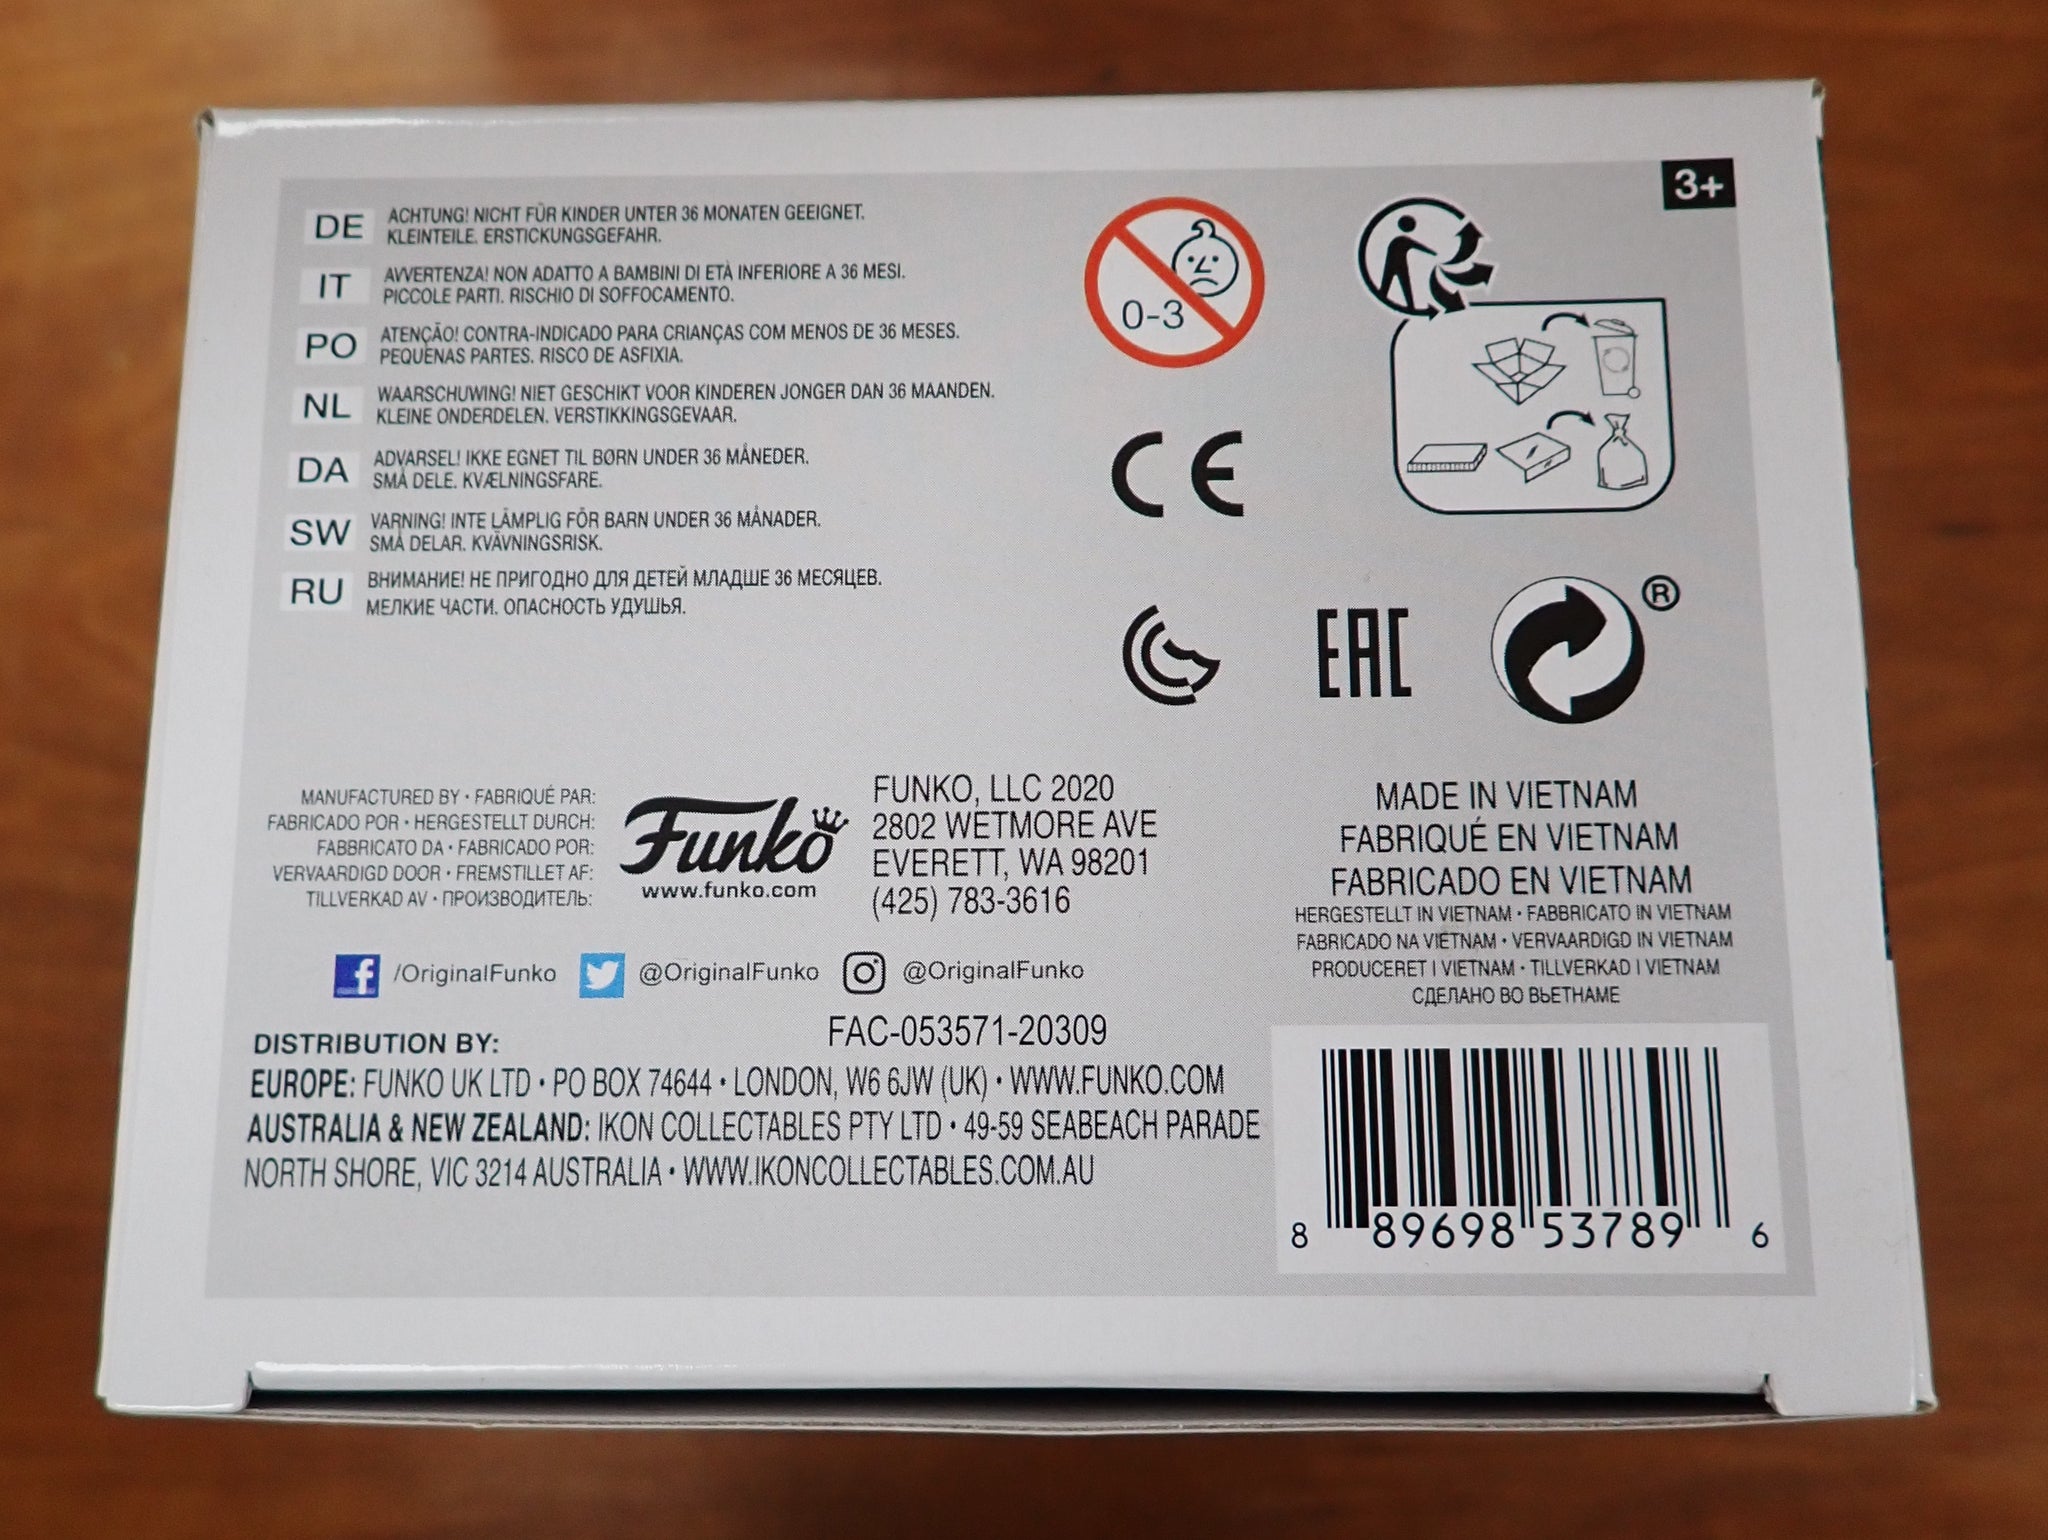 3+
DE
ACHTUNG! NICHT FÜR KINDER UNTER 36 MONATEN GEEIGNET.
KLEINTEILE. ERSTICKUNGSGEFAHR.
IT
AVVERTENZA! NON ADATTO A BAMBINI DI ETÀ INFERIORE A 36 MESI.
PICCOLE PARTI. RISCHIO DI SOFFOCAMENTO.
PO
ATENÇÃO! CONTRA-INDICADO PARA CRIANÇAS COM MENOS DE 36 MESES.
PEQUENAS PARTES. RISCO DE ASFIXIA.
NL
WAARSCHUWING! NIET GESCHIKT VOOR KINDEREN JONGER DAN 36 MAANDEN.
KLEINE ONDERDELEN. VERSTIKKINGSGEVAAR.
DA
ADVARSEL! IKKE EGNET TIL BØRN UNDER 36 MÅNEDER.
SMÅ DELE. KVÆLNINGSFARE.
SW
VARNING! INTE LÄMPLIG FÖR BARN UNDER 36 MÅNADER.
SMÅ DELAR. KVÄVNINGSRISK.
RU
ВНИМАНИЕ! НЕ ПРИГОДНО ДЛЯ ДЕТЕЙ МЛАДШЕ 36 МЕСЯЦЕВ.
МЕЛКИЕ ЧАСТИ. ОПАСНОСТЬ УДУШЬЯ.
0-3
CE
EAC
®
MANUFACTURED BY • FABRIQUÉ PAR:
FABRICADO POR • HERGESTELLT DURCH:
FABBRICATO DA • FABRICADO POR:
VERVAARDIGD DOOR • FREMSTILLET AF:
TILLVERKAD AV • ПРОИЗВОДИТЕЛЬ:
Funko
www.funko.com
FUNKO, LLC 2020
2802 WETMORE AVE
EVERETT, WA 98201
(425) 783-3616
MADE IN VIETNAM
FABRIQUÉ EN VIETNAM
FABRICADO EN VIETNAM
HERGESTELLT IN VIETNAM • FABBRICATO IN VIETNAM
FABRICADO NA VIETNAM • VERVAARDIGD IN VIETNAM
PRODUCERET I VIETNAM • TILLVERKAD I VIETNAM
СДЕЛАНО ВО ВЬЕТНАМЕ
f /OriginalFunko @OriginalFunko @OriginalFunko
FAC-053571-20309
DISTRIBUTION BY:
EUROPE: FUNKO UK LTD • PO BOX 74644 • LONDON, W6 6JW (UK) • WWW.FUNKO.COM
AUSTRALIA & NEW ZEALAND: IKON COLLECTABLES PTY LTD • 49-59 SEABEACH PARADE
NORTH SHORE, VIC 3214 AUSTRALIA • WWW.IKONCOLLECTABLES.COM.AU
8 89698 53789 6